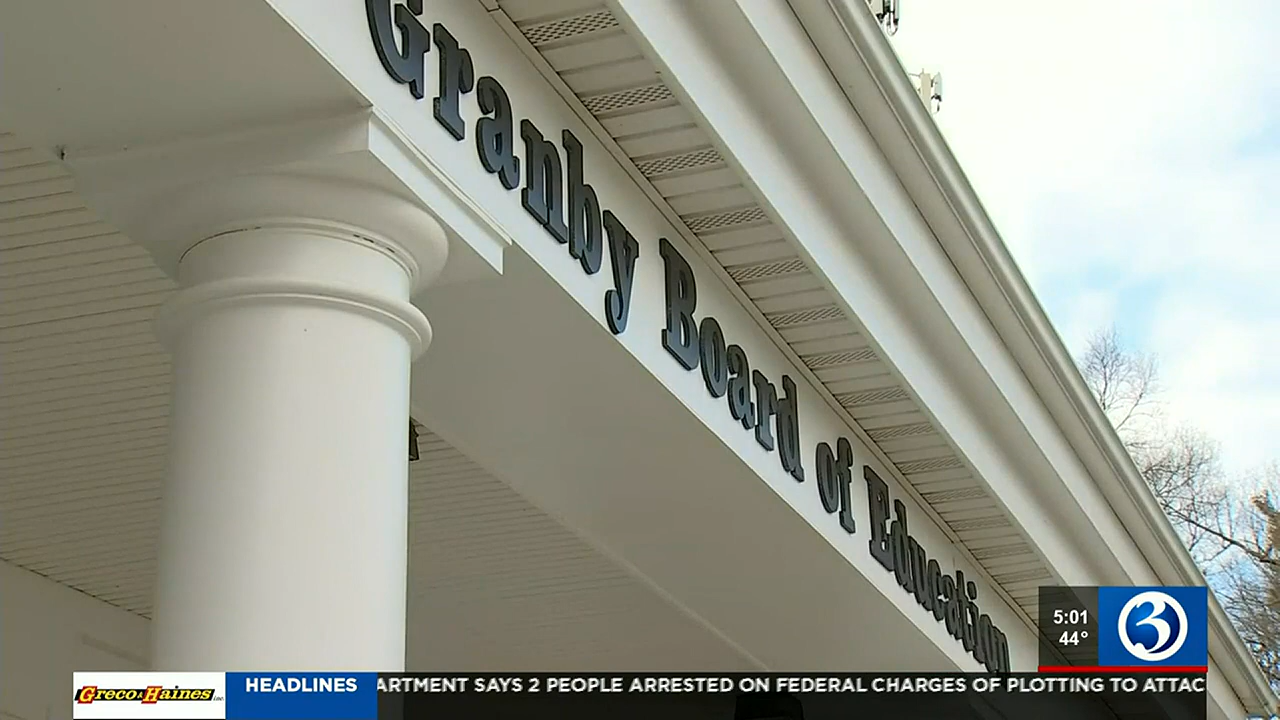 Granby Board of Education
5:01
44°
3
Greco & Haines inc.
HEADLINES
ARTMENT SAYS 2 PEOPLE ARRESTED ON FEDERAL CHARGES OF PLOTTING TO ATTAC